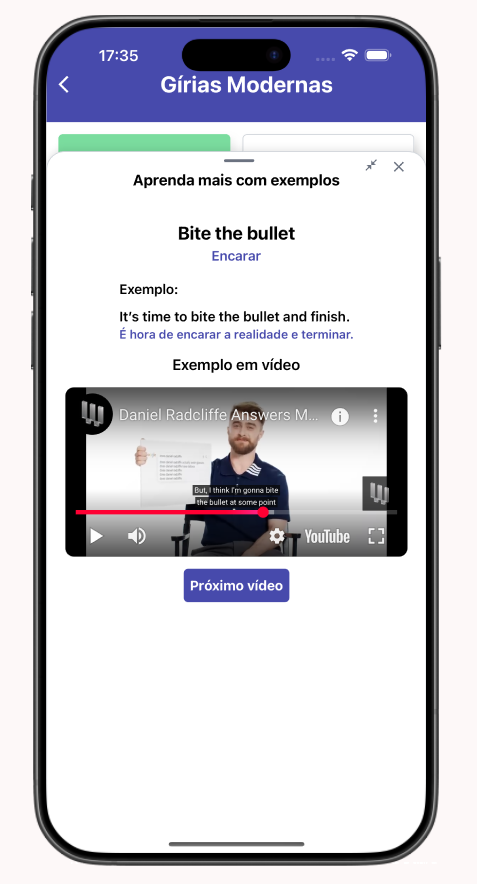 17:35
Gírias Modernas
Aprenda mais com exemplos
Bite the bullet
Encarar
Exemplo:
It's time to bite the bullet and finish.
É hora de encarar a realidade e terminar.
Exemplo em vídeo
Daniel Radcliffe Answers M...
But, I think I'm gonna bite
the bullet at some point
YouTube
Próximo vídeo